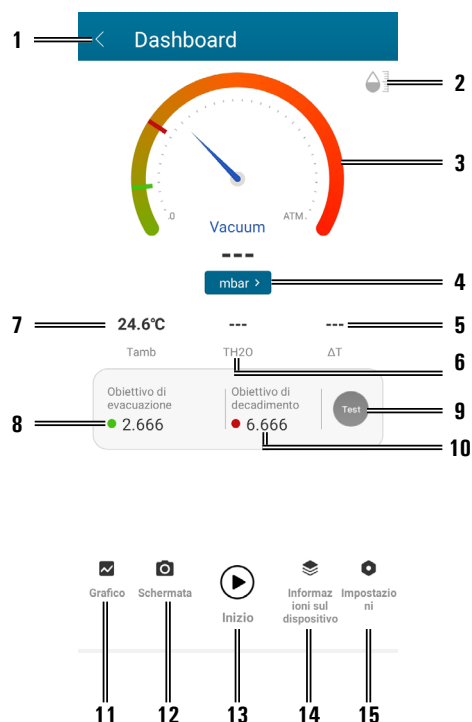 1
Dashboard
2
3
0
ATM
Vacuum
---
mbar >
4
7
24.6℃
---
---
5
Tamb
TH2O
ΔT
6
Obiettivo di
evacuazione
2.666
Obiettivo di
decadimento
6.666
Test
8
9
10
Grafico
Schermata
Inizio
Informaz
ioni sul
dispositivo
Impostazio
ni
11
12
13
14
15